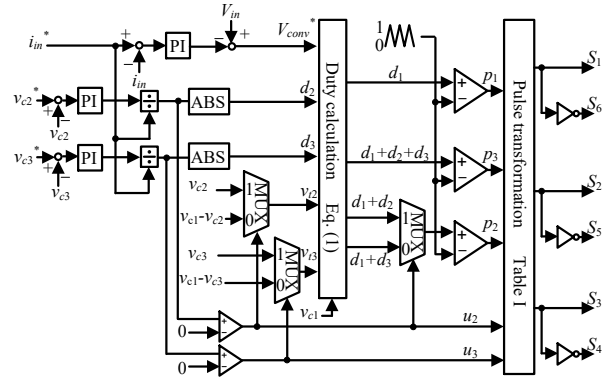 V_in
i_in* + − PI − + V_conv*
i_in
1
0
d_1
+
−
p_1
S_1
S_6
v_c2* + − PI ÷ ABS d_2
v_c2
v_c3* + − PI ÷ ABS d_3
v_c3
Duty calculation Eq. (1)
d_1+d_2+d_3
+
−
p_3
Pulse transformation Table I
S_2
S_5
v_c2 1
MUX v_t2
v_c1−v_c2 0
d_1+d_2 1
MUX
d_1+d_3 0
+
−
p_2
v_c3 1
MUX v_t3
v_c1−v_c3 0
v_c1
S_3
S_4
0 + − u_2
0 + − u_3